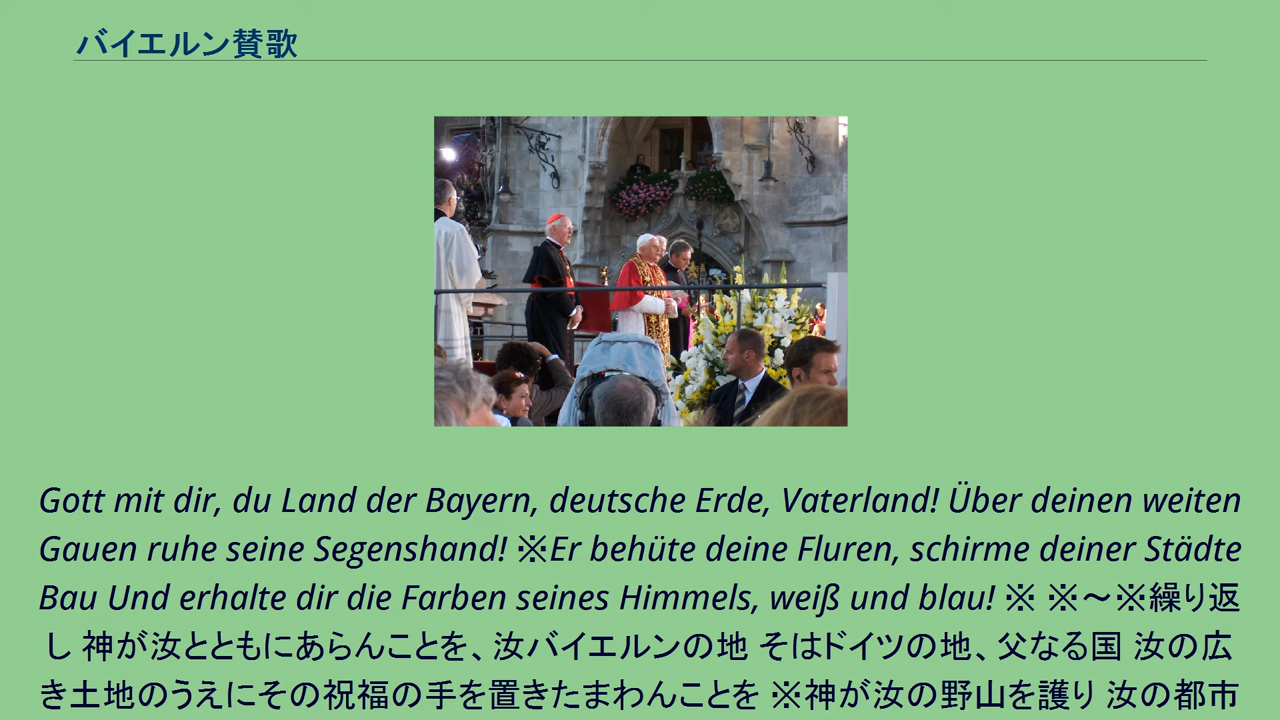 バイエルン賛歌
Gott mit dir, du Land der Bayern, deutsche Erde, Vaterland! Über deinen weiten
Gauen ruhe seine Segenshand! ※Er behüte deine Fluren, schirme deiner Städte
Bau Und erhalte dir die Farben seines Himmels, weiß und blau! ※ ※～※繰り返
し 神が汝とともにあらんことを、汝バイエルンの地 そはドイツの地、父なる国 汝の広
き土地のうえにその祝福の手を置きたまわんことを ※神が汝の野山を護り 汝の都市